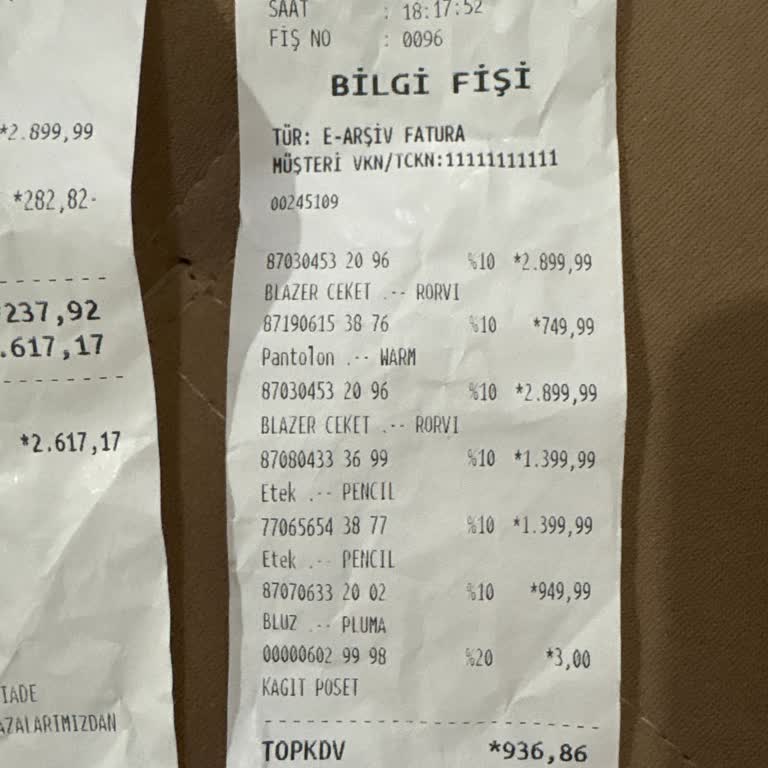 *2.899,99
*282,82-
237,92
.617,17
*2.617,17
İADE
AZALARIMIZDAN
SAAT : 18:17:52
FİŞ NO : 0096
BİLGİ FİŞİ
TÜR: E-ARŞİV FATURA
MÜŞTERİ VKN/TCKN:11111111111
00245109
87030453 20 96 %10 *2.899,99
BLAZER CEKET .-- RORVI
87190615 38 76 %10 *749,99
Pantolon .-- WARM
87030453 20 96 %10 *2.899,99
BLAZER CEKET .-- RORVI
87080433 36 99 %10 *1.399,99
Etek .-- PENCIL
77065654 38 77 %10 *1.399,99
Etek .-- PENCIL
87070633 20 02 %10 *949,99
BLUZ .-- PLUMA
00000602 99 98 %20 *3,00
KAGIT POSET
TOPKDV *936,86